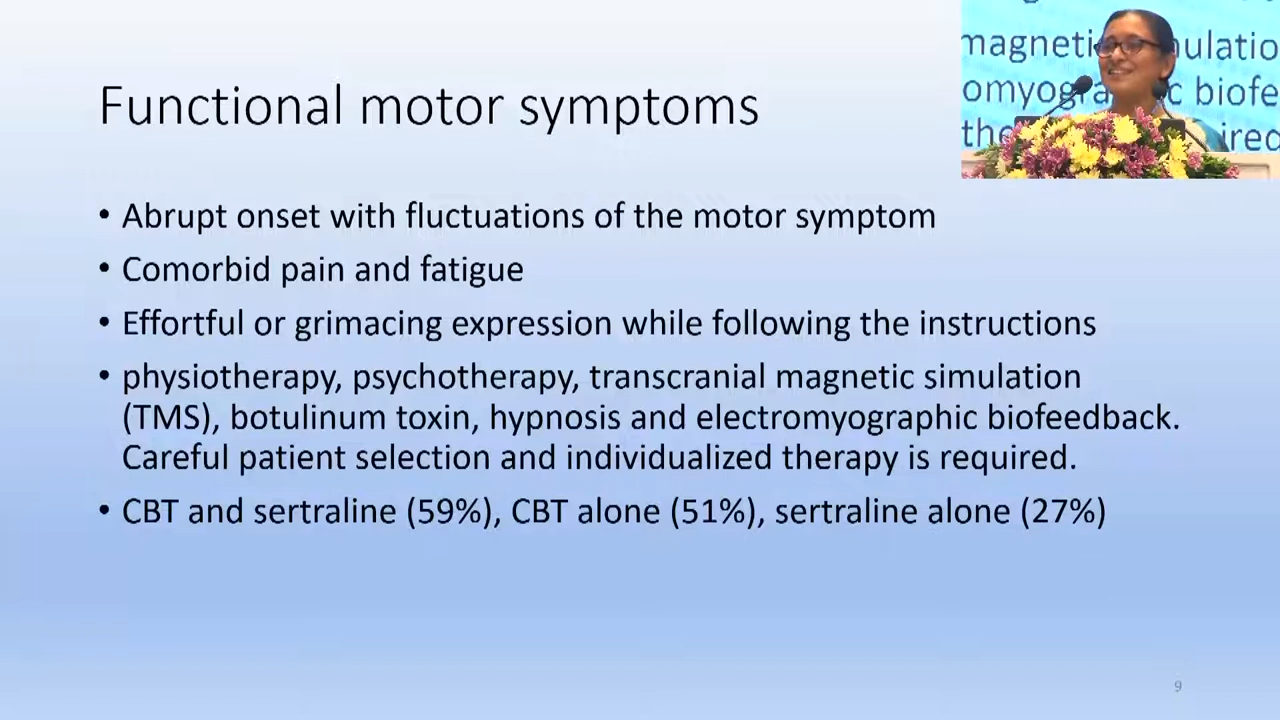 Functional motor symptoms
• Abrupt onset with fluctuations of the motor symptom
• Comorbid pain and fatigue
• Effortful or grimacing expression while following the instructions
• physiotherapy, psychotherapy, transcranial magnetic simulation
(TMS), botulinum toxin, hypnosis and electromyographic biofeedback.
Careful patient selection and individualized therapy is required.
• CBT and sertraline (59%), CBT alone (51%), sertraline alone (27%)
9